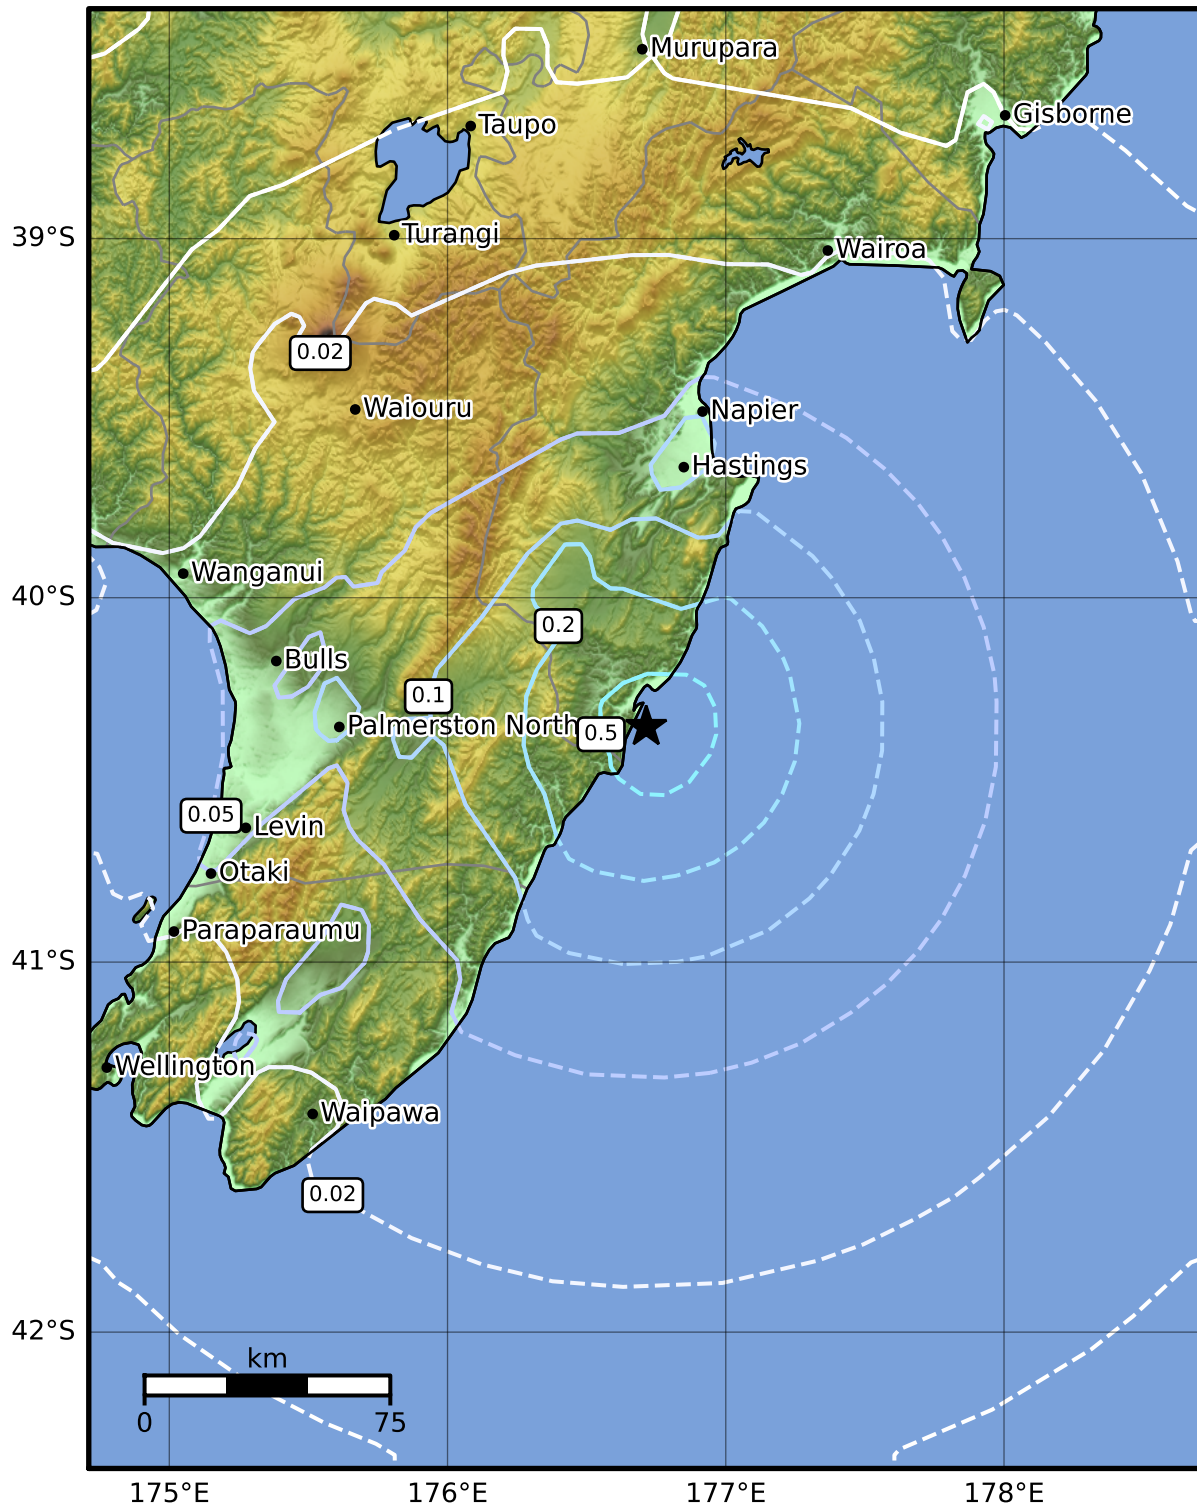 Murupara
Gisborne
Taupo
39°S
Turangi
Wairoa
0.02
Waiouru
Napier
Hastings
Wanganui
40°S
0.2
Bulls
0.1
Palmerston North
0.5
0.05
Levin
Otaki
Paraparaumu
41°S
Wellington
Waipawa
0.02
42°S
km
0 75
175°E 176°E 177°E 178°E